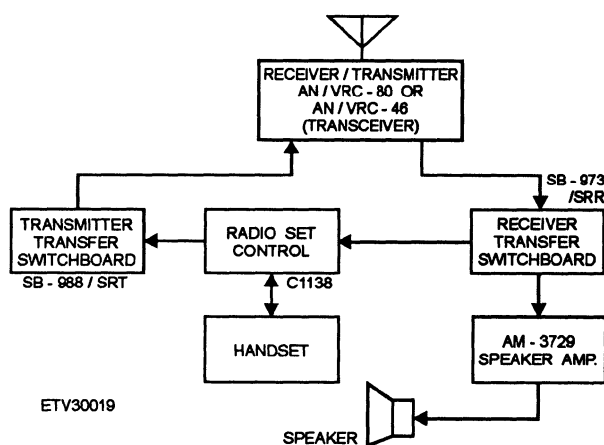 RECEIVER / TRANSMITTER
AN / VRC - 80 OR
AN / VRC - 46
(TRANSCEIVER)
SB - 973
/SRR
TRANSMITTER
TRANSFER
SWITCHBOARD
SB - 988 / SRT
RADIO SET
CONTROL
C1138
RECEIVER
TRANSFER
SWITCHBOARD
HANDSET
AM - 3729
SPEAKER AMP.
ETV30019
SPEAKER